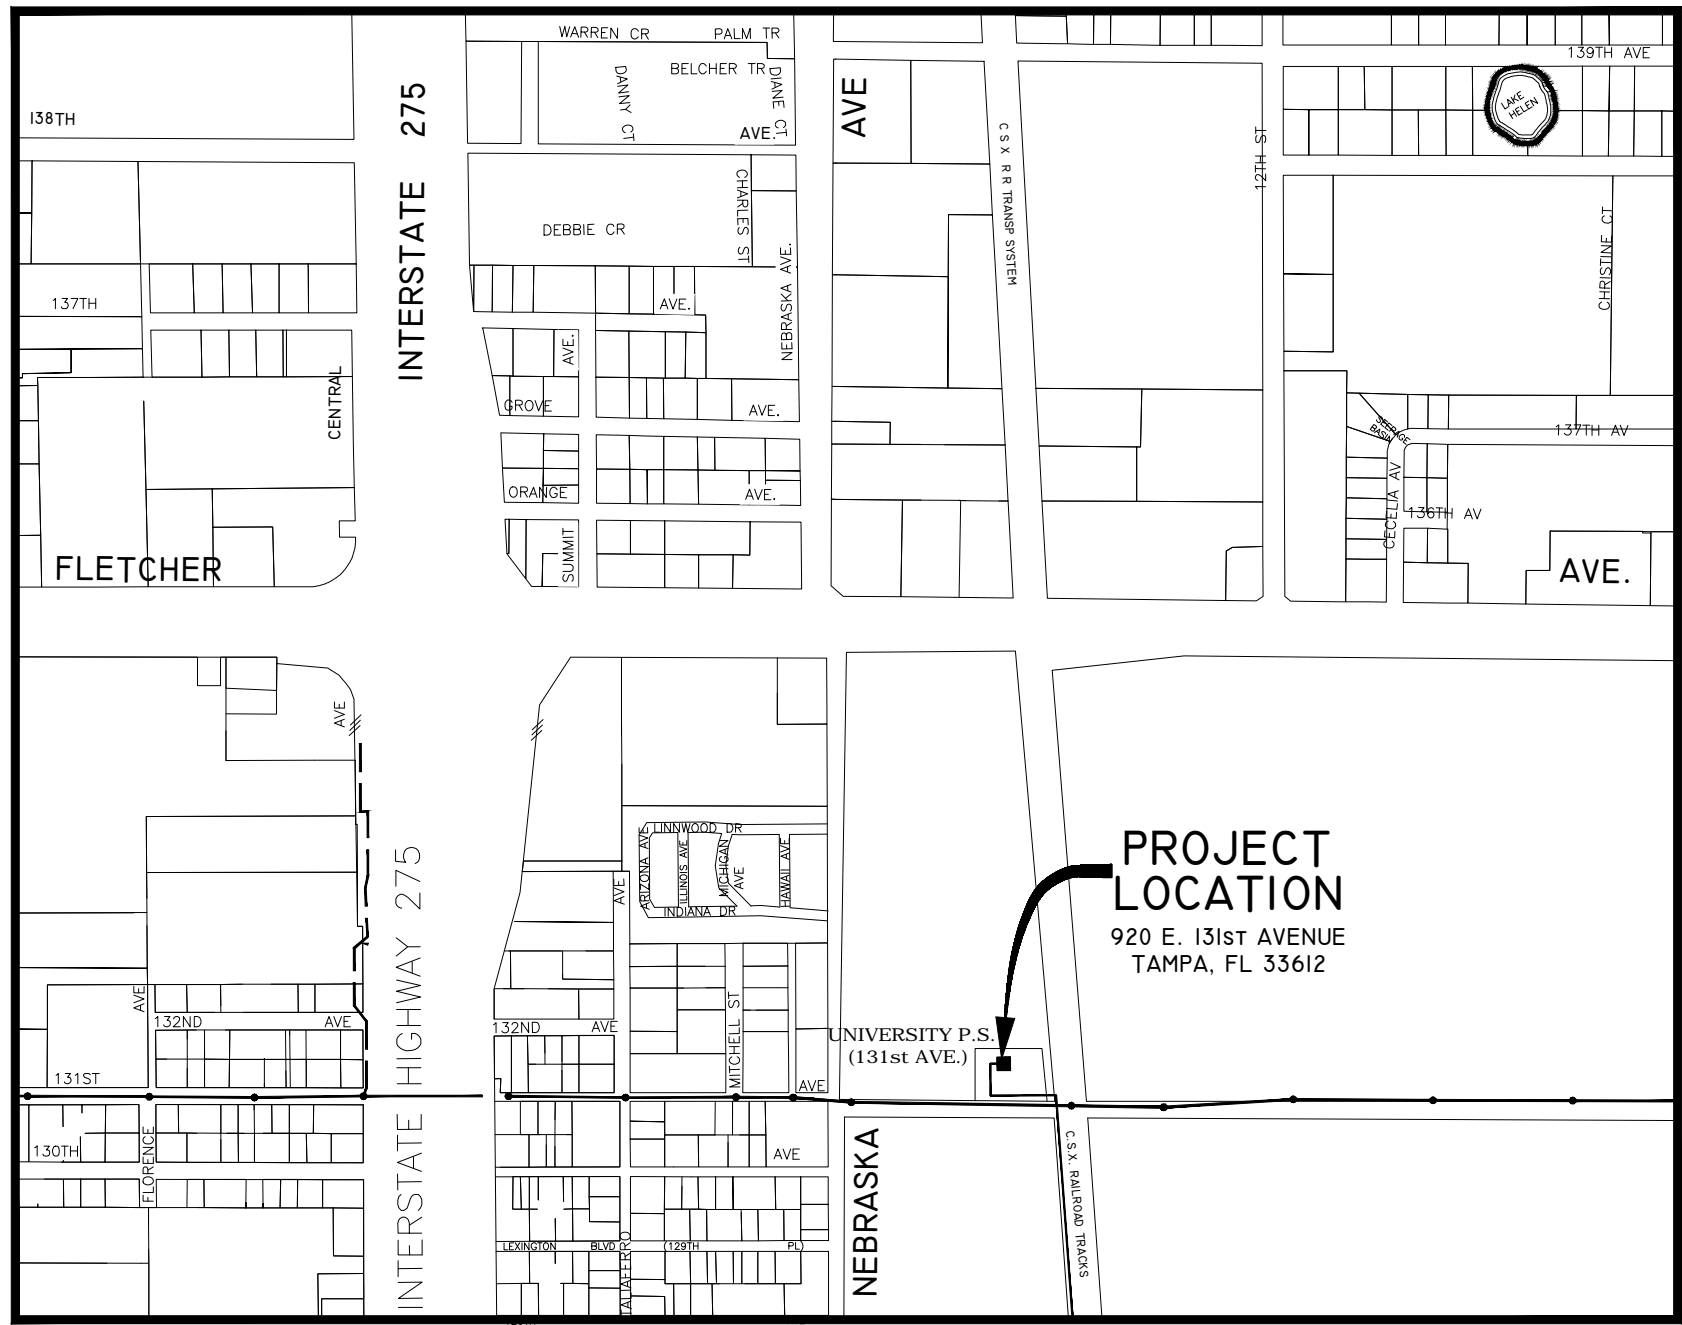 WARREN CR
PALM TR
BELCHER TR
DANNY CT
DIANE CT
AVE.
138TH
INTERSTATE 275
AVE
139TH AVE
LAKE
HELEN
C S X R R TRANSP SYSTEM
12TH ST
CHARLES ST
DEBBIE CR
NEBRASKA AVE.
CHRISTINE CT
137TH
AVE.
AVE.
CENTRAL
GROVE
AVE.
SEEPAGE
BASIN
137TH AV
CECELIA AV
136TH AV
ORANGE
AVE.
SUMMIT
FLETCHER
AVE.
AVE
LINNWOOD DR
ARIZONA AVE
ILLINOIS AVE
MICHIGAN
AVE
HAWAII AVE
INDIANA DR
AVE
PROJECT
LOCATION
920 E. 131ST AVENUE
TAMPA, FL 33612
INTERSTATE HIGHWAY 275
AVE
132ND AVE
132ND AVE
MITCHELL ST
UNIVERSITY P.S.
(131st AVE.)
131ST
AVE
130TH
FLORENCE
AVE
NEBRASKA
C.S.X. RAILROAD TRACKS
LEXINGTON BLVD
(129TH PL)
TALIAFERRO